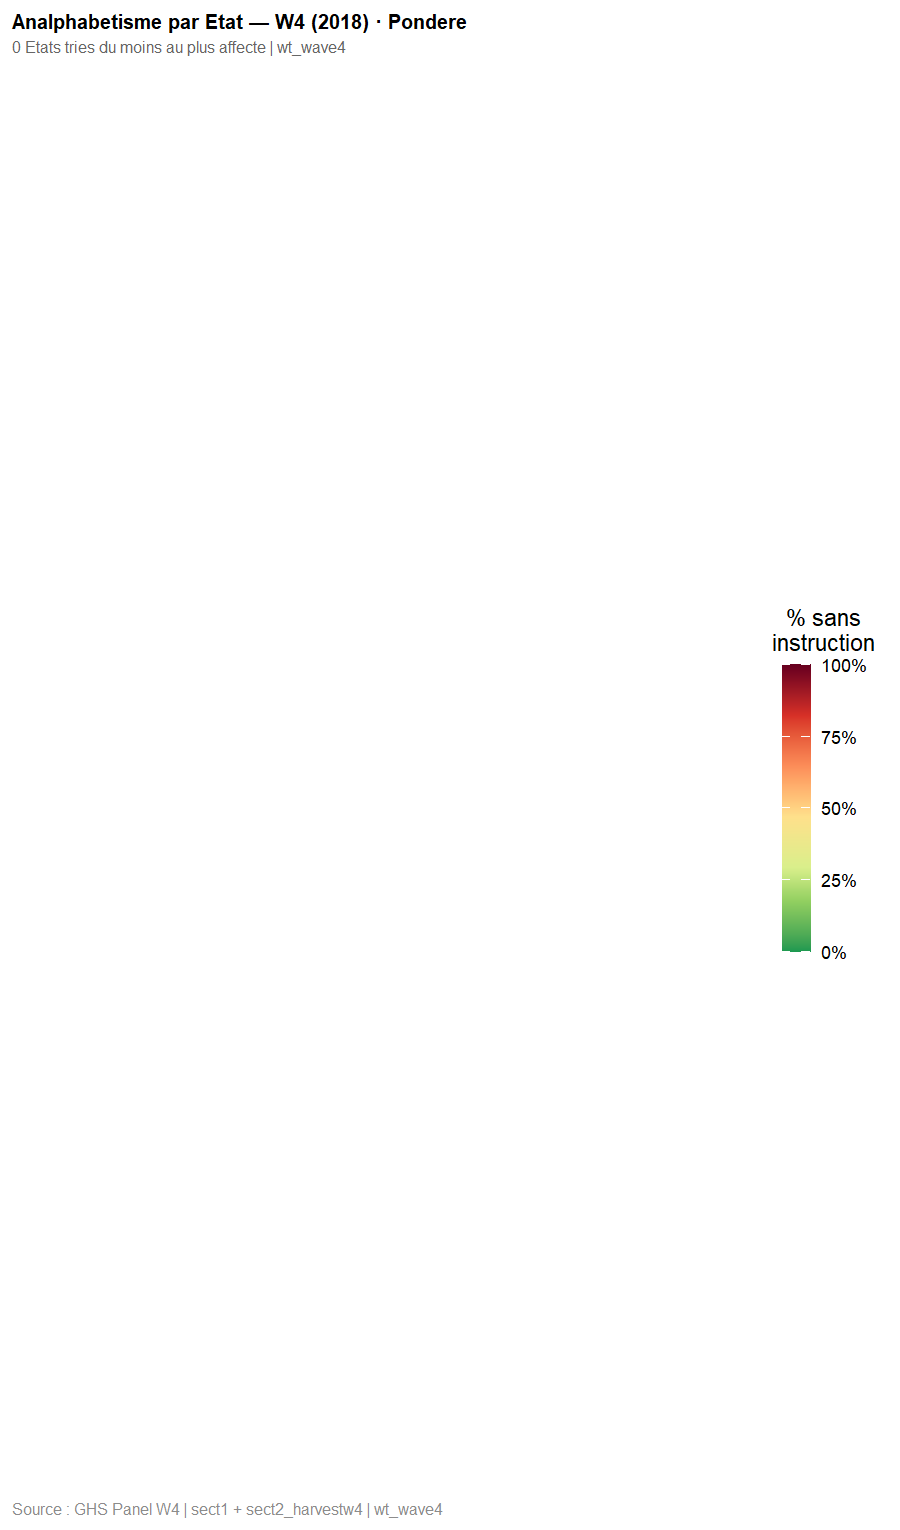 Analphabetisme par Etat — W4 (2018) · Pondere
0 Etats tries du moins au plus affecte | wt_wave4
% sans
instruction
100%
75%
50%
25%
0%
Source : GHS Panel W4 | sect1 + sect2_harvestw4 | wt_wave4